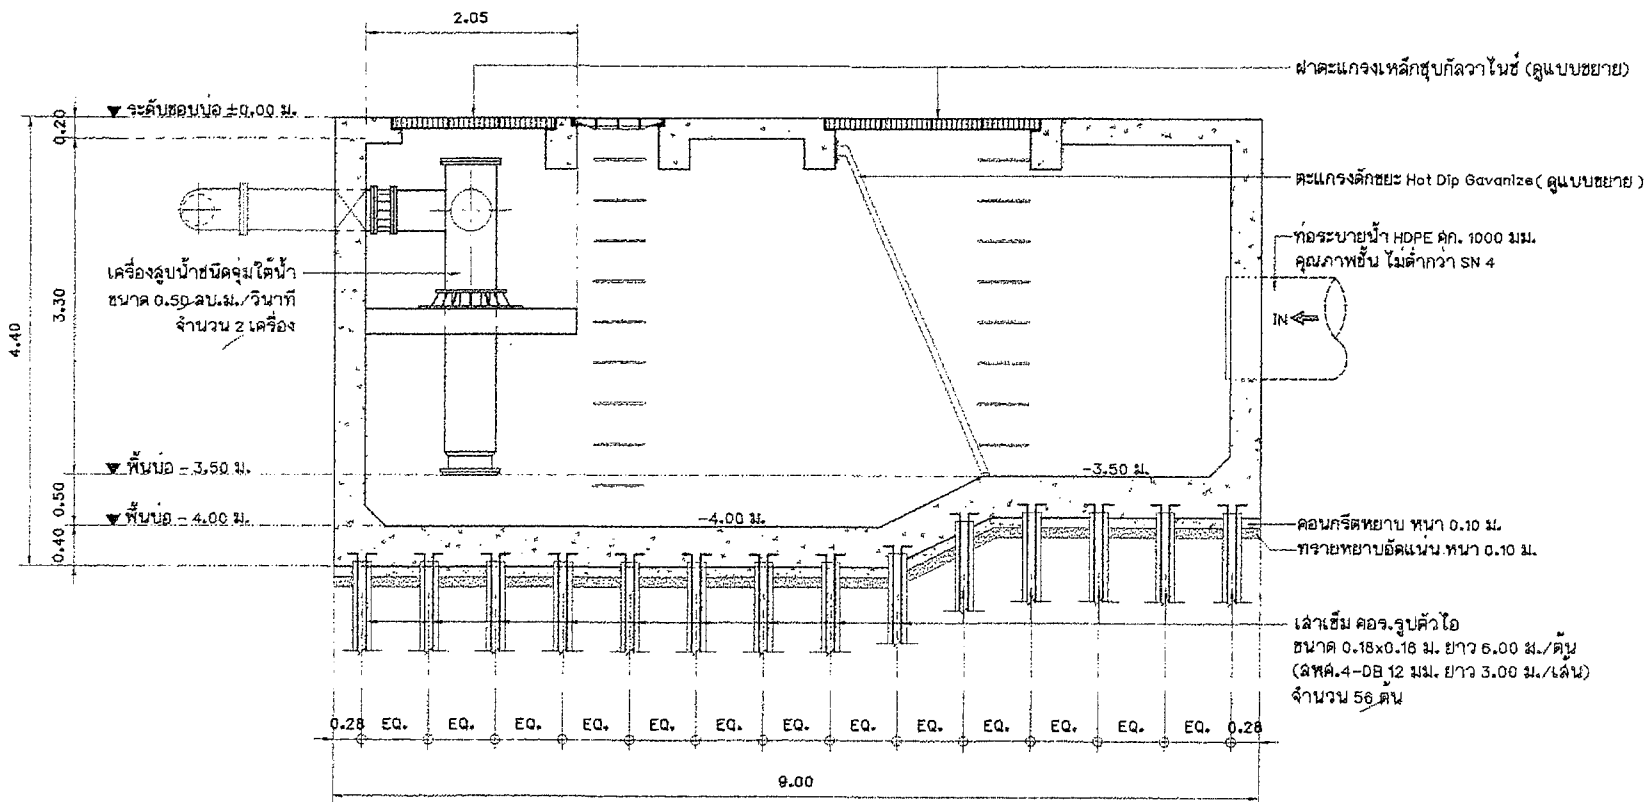 2.05
ฝาตะแกรงเหล็กชุบกัลวาไนซ์ (ดูแบบขยาย)
ระดับขอบบ่อ ±0.00 ม.
0.20
ตะแกรงดักขยะ Hot Dip Gavanize (ดูแบบขยาย)
ท่อระบายน้ำ HDPE ศก. 1000 มม.
คุณภาพชั้น ไม่ต่ำกว่า SN 4
เครื่องสูบน้ำชนิดจุ่มใต้น้ำ
ขนาด 0.50 ลบ.ม./วินาที
จำนวน 2 เครื่อง
IN
3.30
4.40
พื้นบ่อ -3.50 ม.
-3.50 ม.
0.50
พื้นบ่อ -4.00 ม.
-4.00 ม.
0.40
คอนกรีตหยาบ หนา 0.10 ม.
ทรายหยาบอัดแน่น หนา 0.10 ม.
เสาเข็ม คอร.รูปตัวไอ
ขนาด 0.18x0.18 ม. ยาว 6.00 ม./ต้น
(ลพศ.4-DB 12 มม. ยาว 3.00 ม./เส้น)
จำนวน 56 ต้น
0.28 EQ. EQ. EQ. EQ. EQ. EQ. EQ. EQ. EQ. EQ. EQ. EQ. EQ. 0.28
9.00